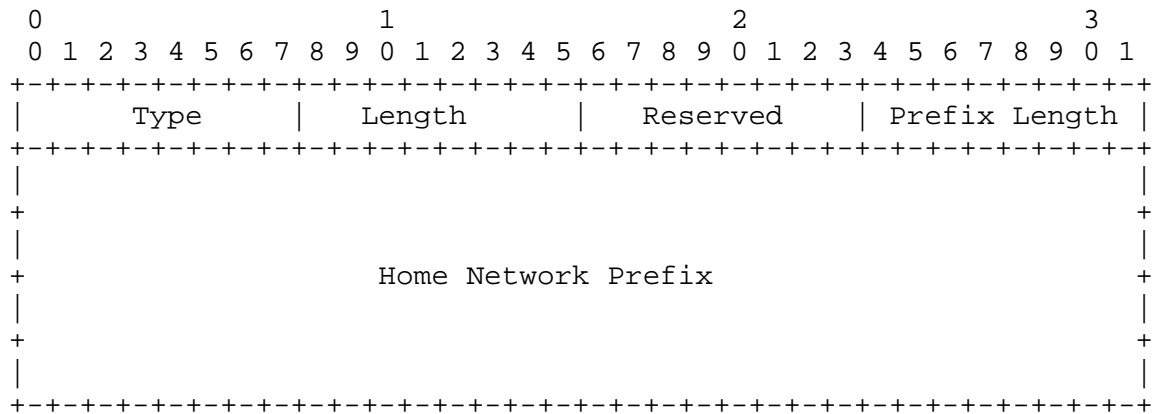 0                   1                   2                   3
 0 1 2 3 4 5 6 7 8 9 0 1 2 3 4 5 6 7 8 9 0 1 2 3 4 5 6 7 8 9 0 1
+-+-+-+-+-+-+-+-+-+-+-+-+-+-+-+-+-+-+-+-+-+-+-+-+-+-+-+-+-+-+-+-+
|      Type     |   Length      |   Reserved    | Prefix Length |
+-+-+-+-+-+-+-+-+-+-+-+-+-+-+-+-+-+-+-+-+-+-+-+-+-+-+-+-+-+-+-+-+
|                                                               |
+                                                               +
|                                                               |
+                    Home Network Prefix                        +
|                                                               |
+                                                               +
|                                                               |
+-+-+-+-+-+-+-+-+-+-+-+-+-+-+-+-+-+-+-+-+-+-+-+-+-+-+-+-+-+-+-+-+